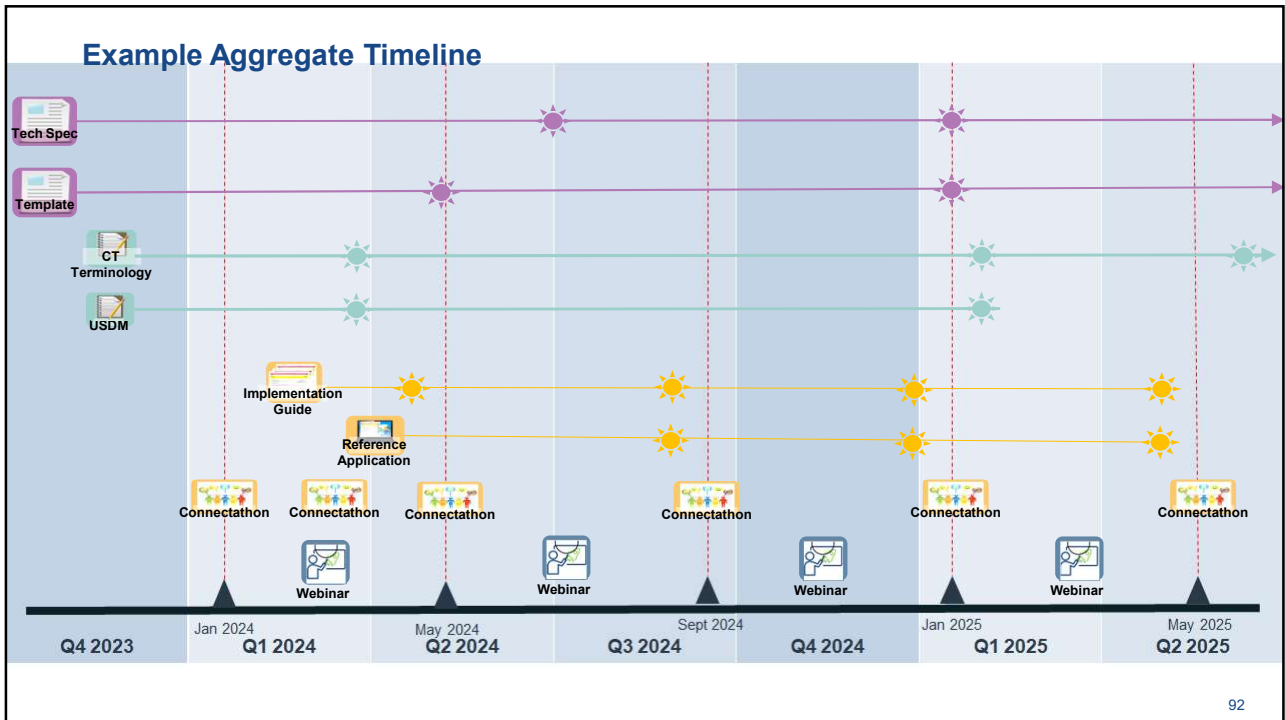 Example Aggregate Timeline
Tech Spec
Template
CT
Terminology
USDM
Implementation
Guide
Reference
Application
Connectathon
Connectathon
Connectathon
Connectathon
Connectathon
Connectathon
Webinar
Webinar
Webinar
Webinar
Jan 2024
May 2024
Sept 2024
Jan 2025
May 2025
Q4 2023
Q1 2024
Q2 2024
Q3 2024
Q4 2024
Q1 2025
Q2 2025
92